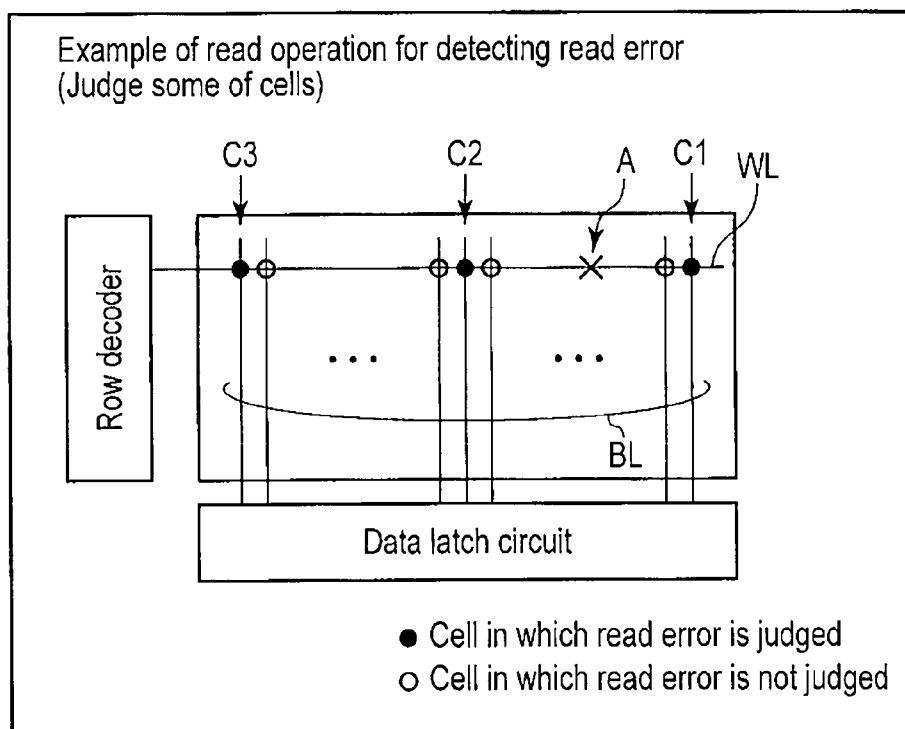 Example of read operation for detecting read error
(Judge some of cells)
C3
C2
A
C1
WL
Row decoder
BL
Data latch circuit
● Cell in which read error is judged
○ Cell in which read error is not judged